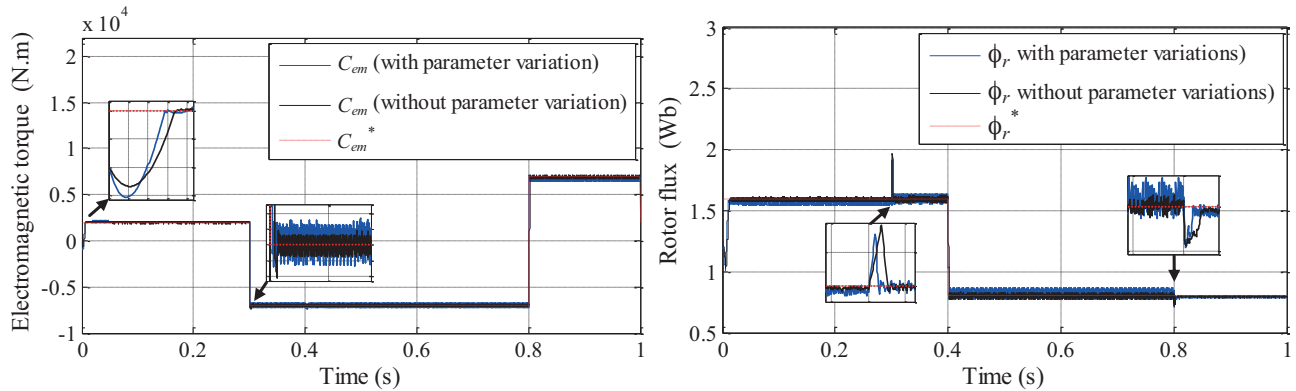 x 10⁴
2
1.5
1
0.5
0
-0.5
-1
0
0.2
0.4
0.6
0.8
1
Electromagnetic torque (N.m)
Time (s)
C_em (with parameter variation)
C_em (without parameter variation)
C_em*
3
2.5
2
1.5
1
0.5
0
0.2
0.4
0.6
0.8
1
Rotor flux (Wb)
Time (s)
ϕ_r with parameter variations)
ϕ_r without parameter variations)
ϕ_r*